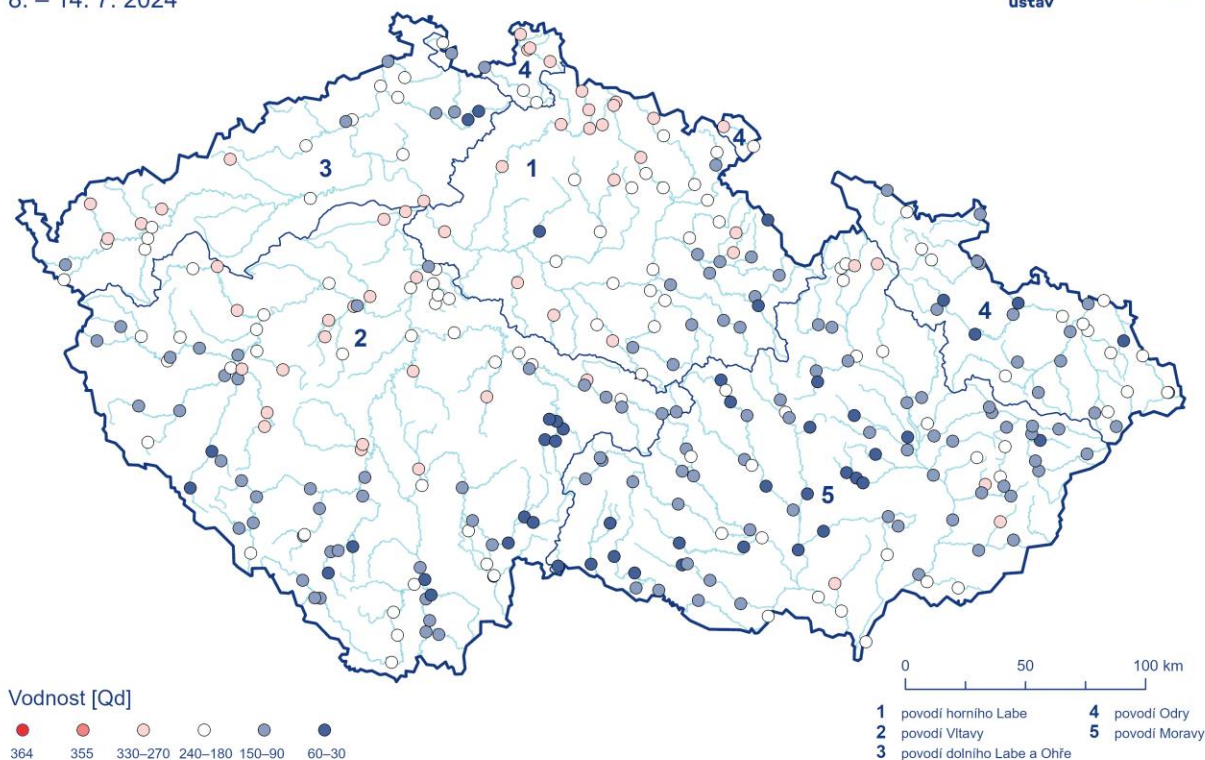 8. – 14. 7. 2024
ústav
4
4
1
3
2
4
5
0 50 100 km
Vodnost [Qd]
364 355 330–270 240–180 150–90 60–30
1 povodí horního Labe
2 povodí Vltavy
3 povodí dolního Labe a Ohře
4 povodí Odry
5 povodí Moravy